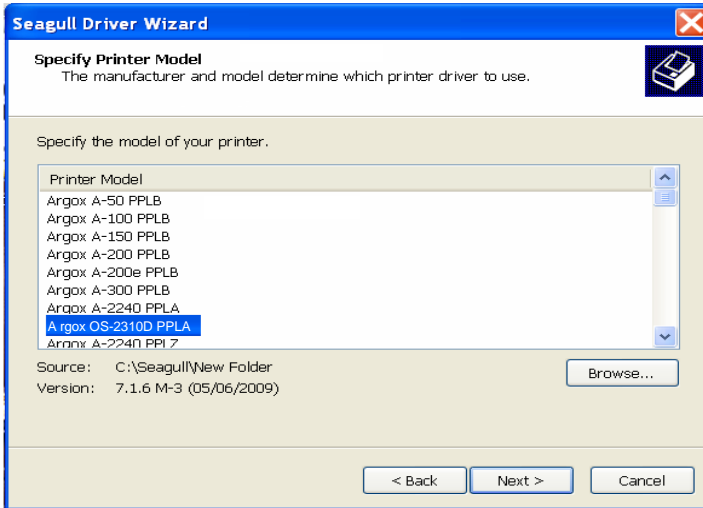 Seagull Driver Wizard
Specify Printer Model
The manufacturer and model determine which printer driver to use.
Specify the model of your printer.
Printer Model
Argox A-50 PPLB
Argox A-100 PPLB
Argox A-150 PPLB
Argox A-200 PPLB
Argox A-200e PPLB
Argox A-300 PPLB
Argox A-2240 PPLA
A rgox OS-2310D PPLA
Argox A-2240 PPLZ
Source: C:\Seagull\New Folder
Browse...
Version: 7.1.6 M-3 (05/06/2009)
< Back Next > Cancel